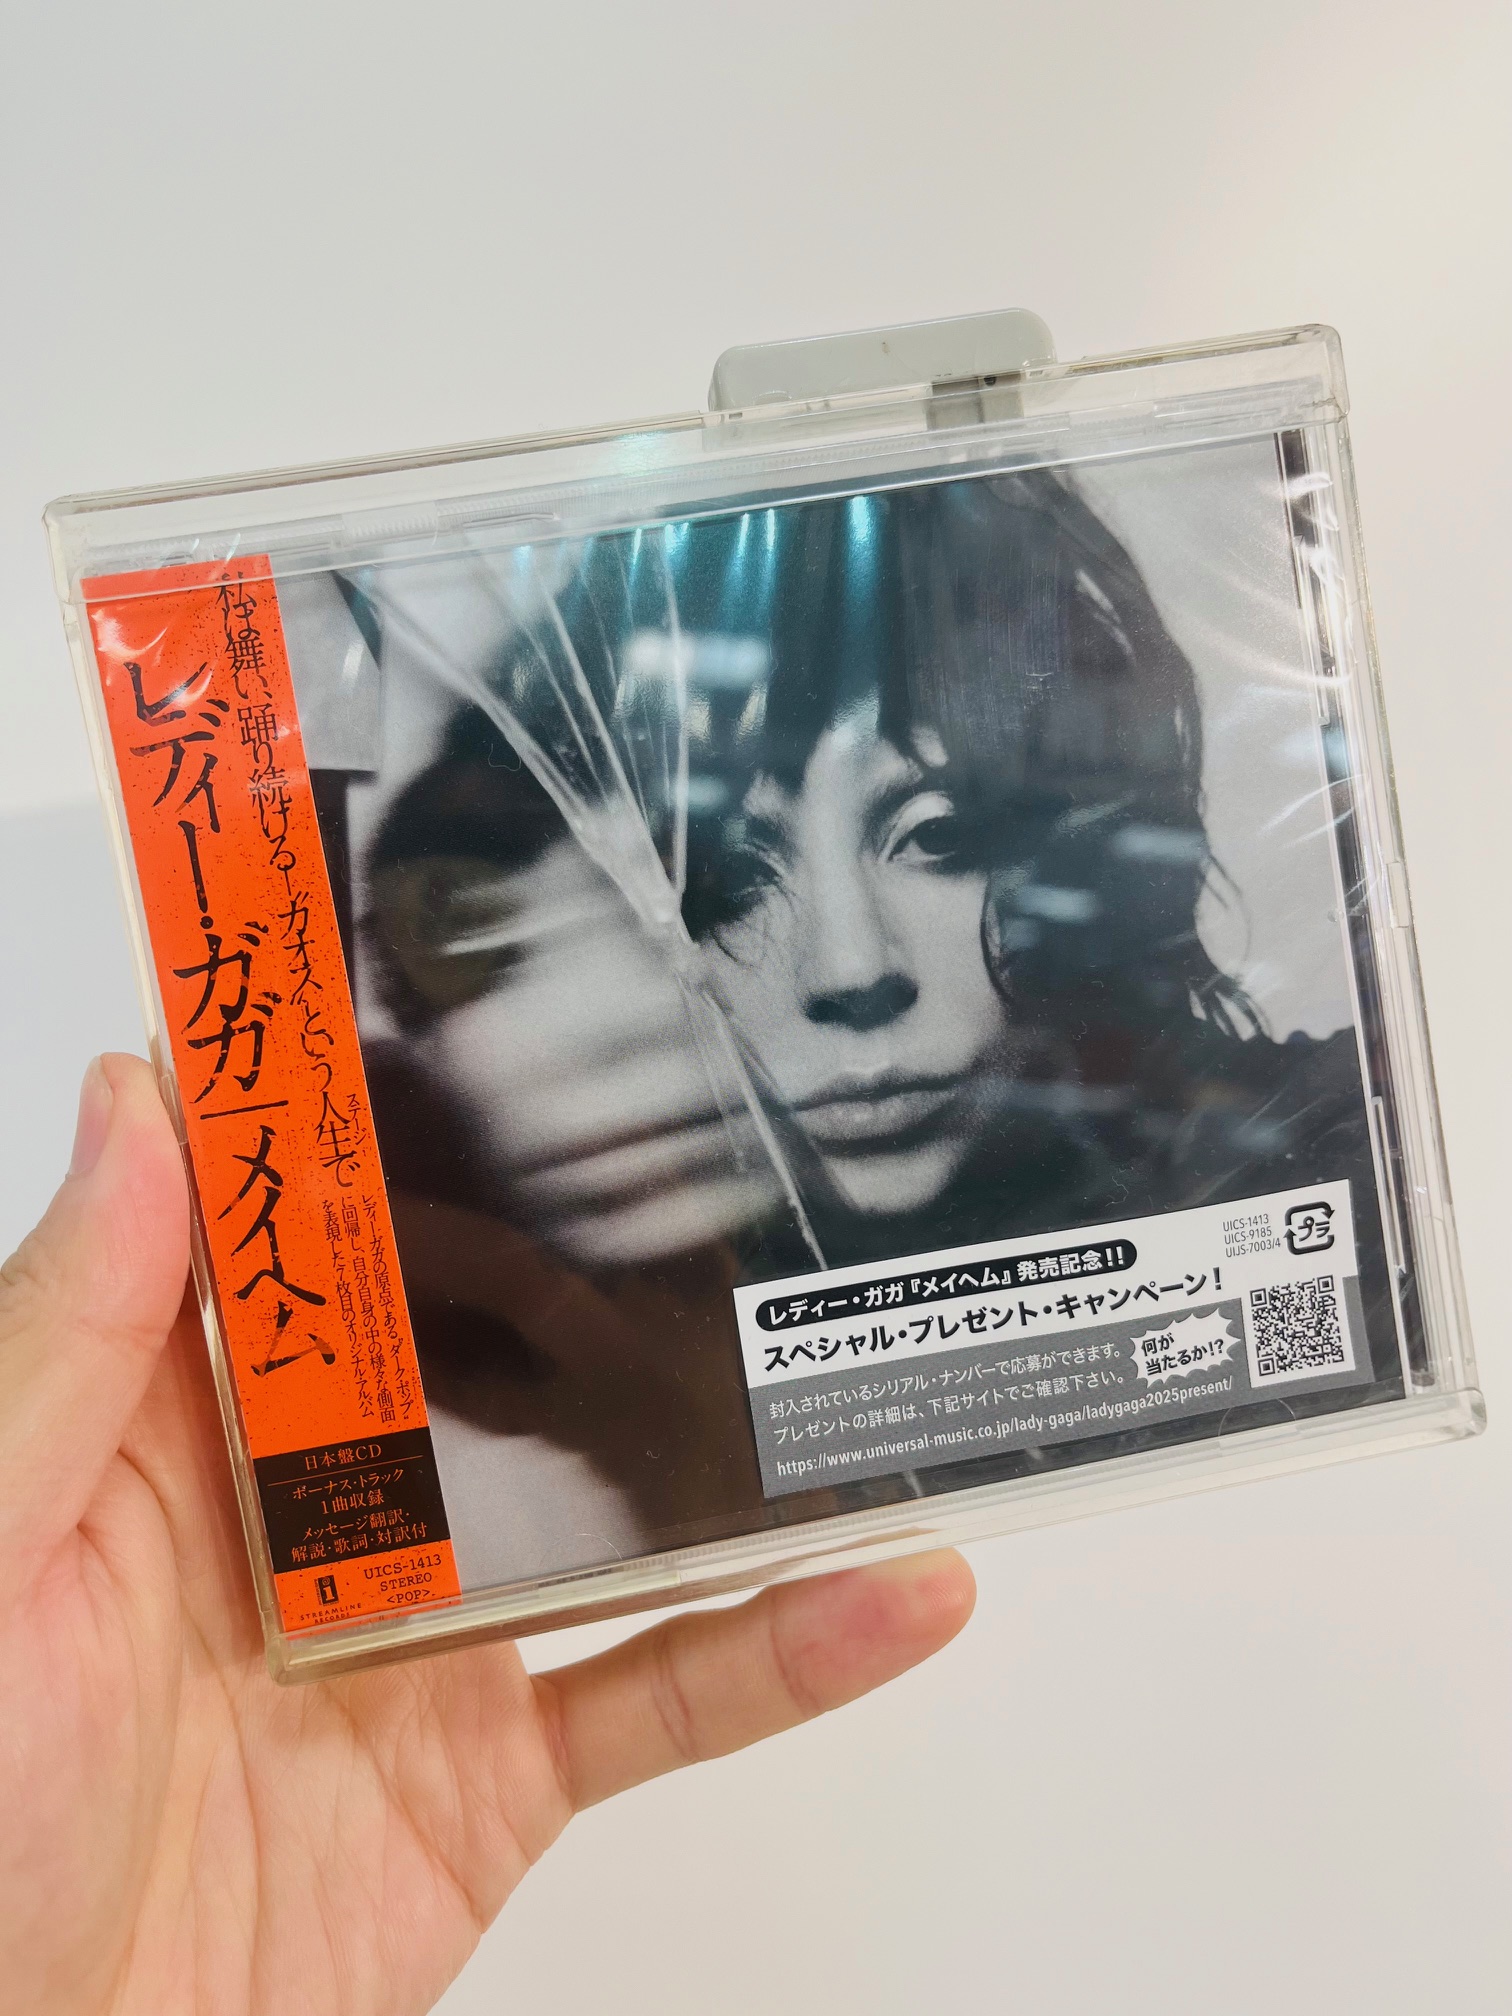 私は舞い、踊り続ける―“カオス”という人生で
ステージ
レディー・ガガ|メイヘム
レディー・ガガの原点である“ダーク・ポップ”
に回帰し、自分自身の中の様々な側面
を表現した7枚目のオリジナル・アルバム
日本盤CD
ボーナス・トラック
1曲収録
メッセージ翻訳・
解説・歌詞・対訳付
UICS-1413
STEREO
<POP>
STREAMLINE
RECORDS
UICS-1413
UICS-9185
UIJS-7003/4
プラ
レディー・ガガ『メイヘム』発売記念!!
スペシャル・プレゼント・キャンペーン!
封入されているシリアル・ナンバーで応募ができます。
プレゼントの詳細は、下記サイトでご確認下さい。
何が
当たるか!?
https://www.universal-music.co.jp/lady-gaga/ladygaga2025present/